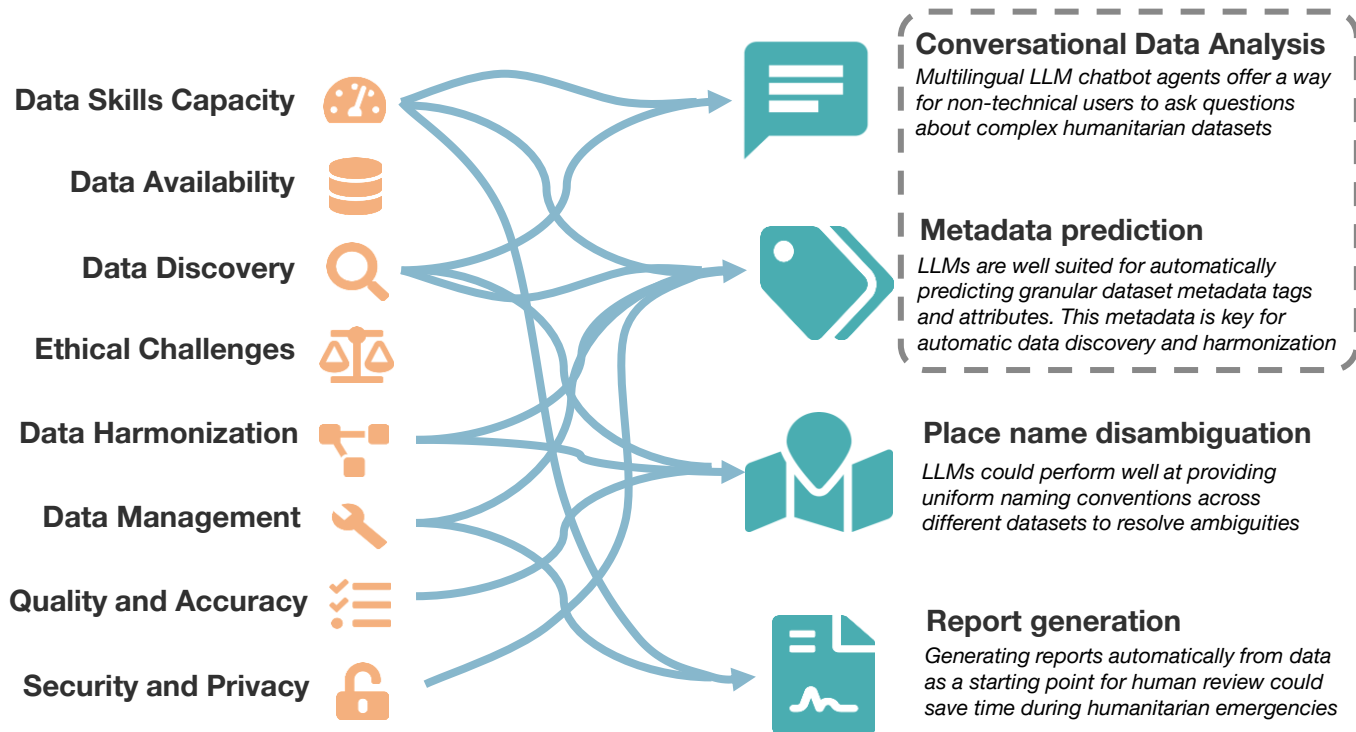 Data Skills Capacity
Data Availability
Data Discovery
Ethical Challenges
Data Harmonization
Data Management
Quality and Accuracy
Security and Privacy
Conversational Data Analysis
Multilingual LLM chatbot agents offer a way
for non-technical users to ask questions
about complex humanitarian datasets
Metadata prediction
LLMs are well suited for automatically
predicting granular dataset metadata tags
and attributes. This metadata is key for
automatic data discovery and harmonization
Place name disambiguation
LLMs could perform well at providing
uniform naming conventions across
different datasets to resolve ambiguities
Report generation
Generating reports automatically from data
as a starting point for human review could
save time during humanitarian emergencies